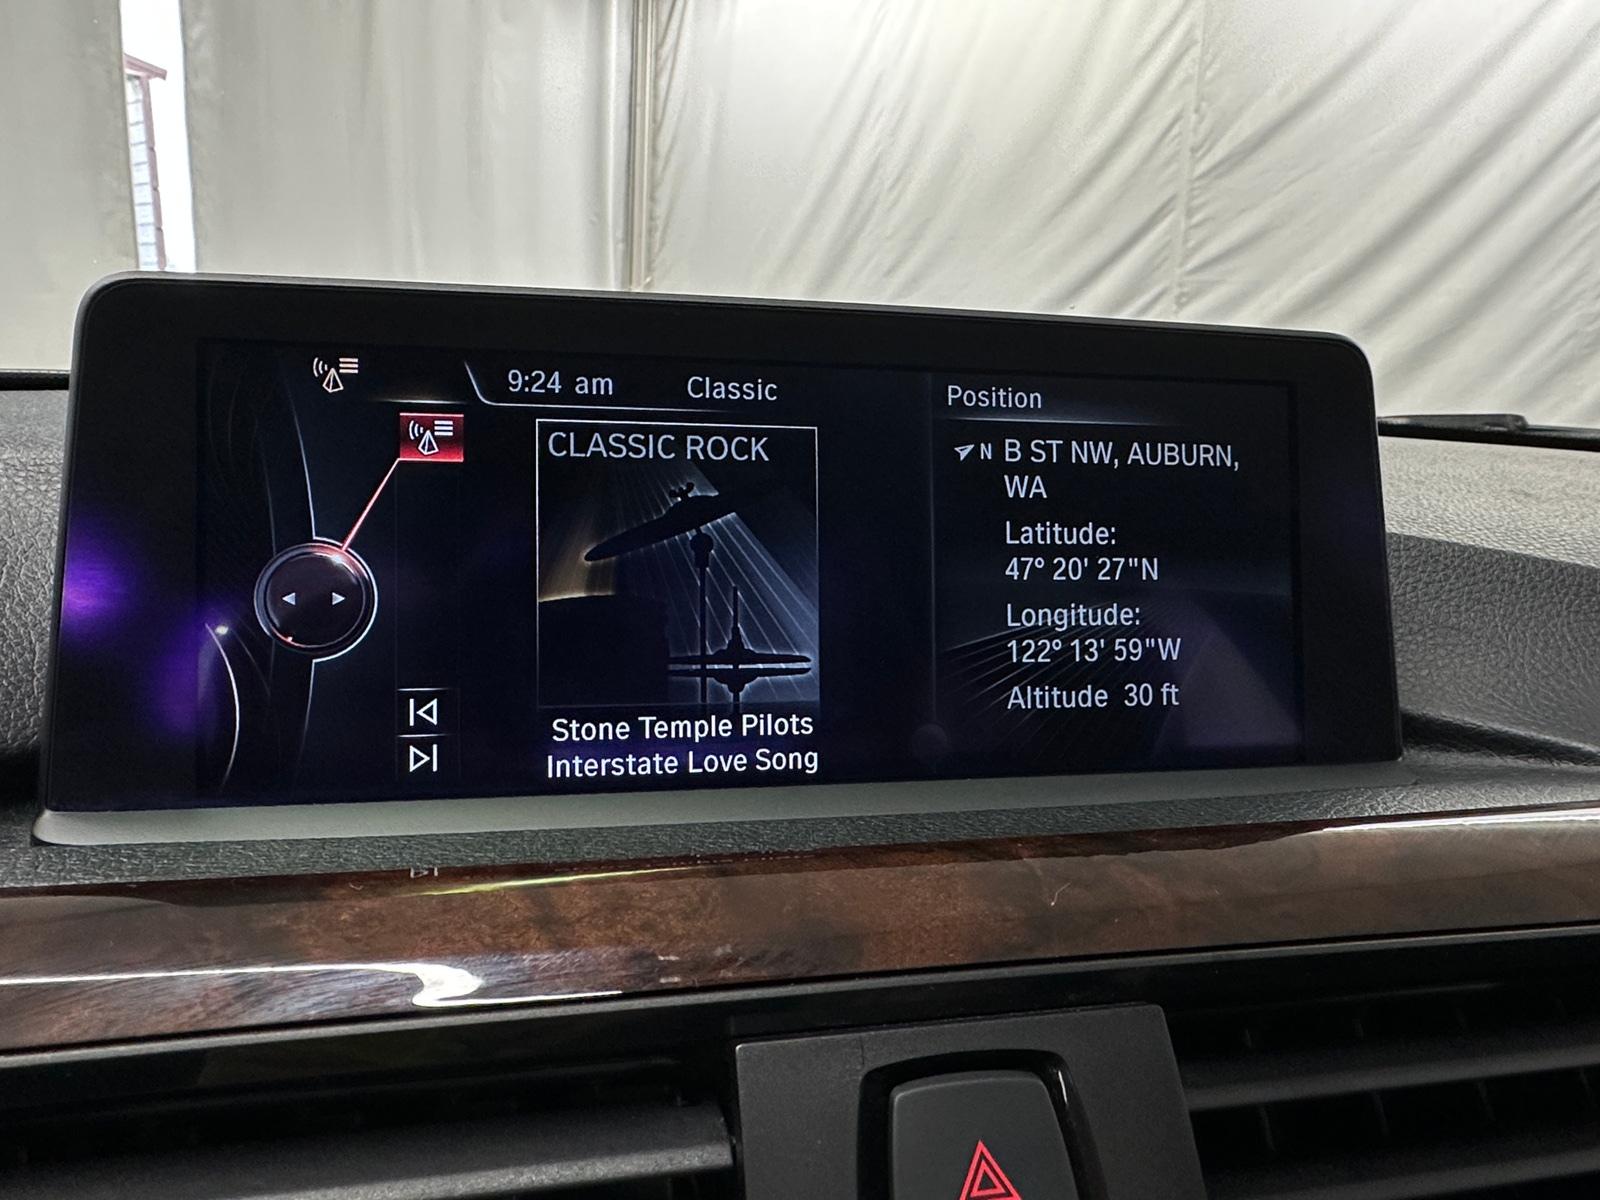 9:24 am
Classic
CLASSIC ROCK
Stone Temple Pilots
Interstate Love Song
Position
N B ST NW, AUBURN,
WA
Latitude:
47° 20' 27"N
Longitude:
122° 13' 59"W
Altitude 30 ft